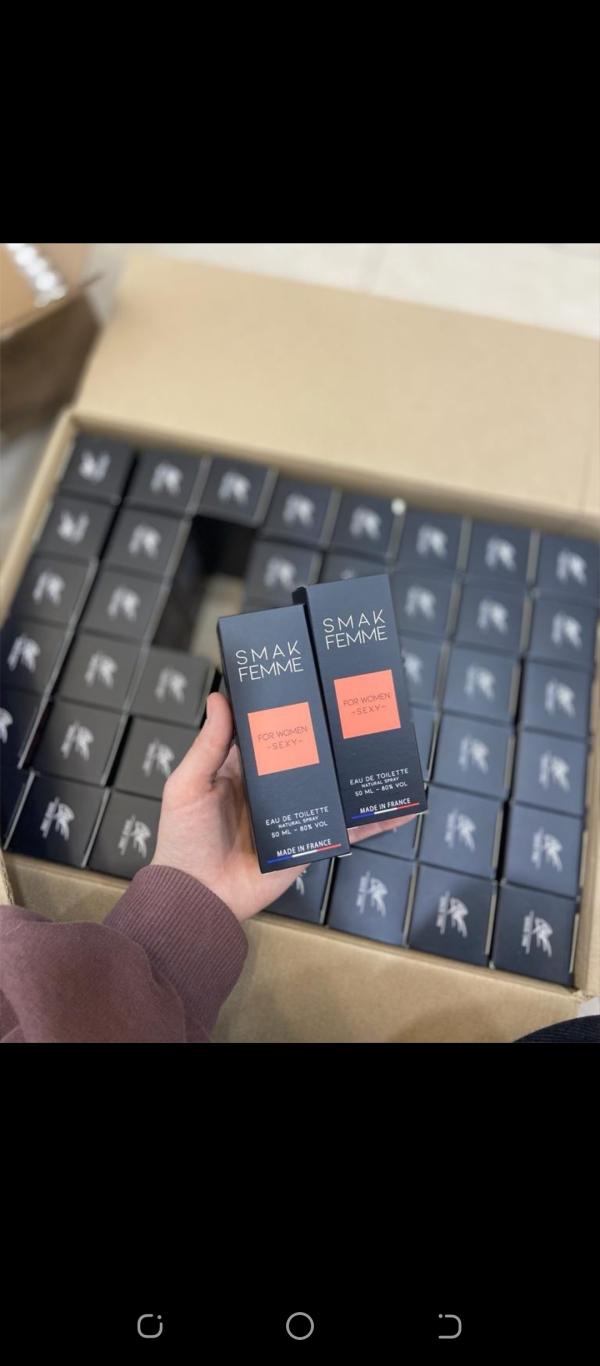 SMAK
FEMME
FOR WOMEN
-SEXY-
EAU DE TOILETTE
NATURAL SPRAY
50 ML - 80% VOL
MADE IN FRANCE
SMAK
FEMME
FOR WOMEN
-SEXY-
EAU DE TOILETTE
NATURAL SPRAY
50 ML - 80% VOL
MADE IN FRANCE